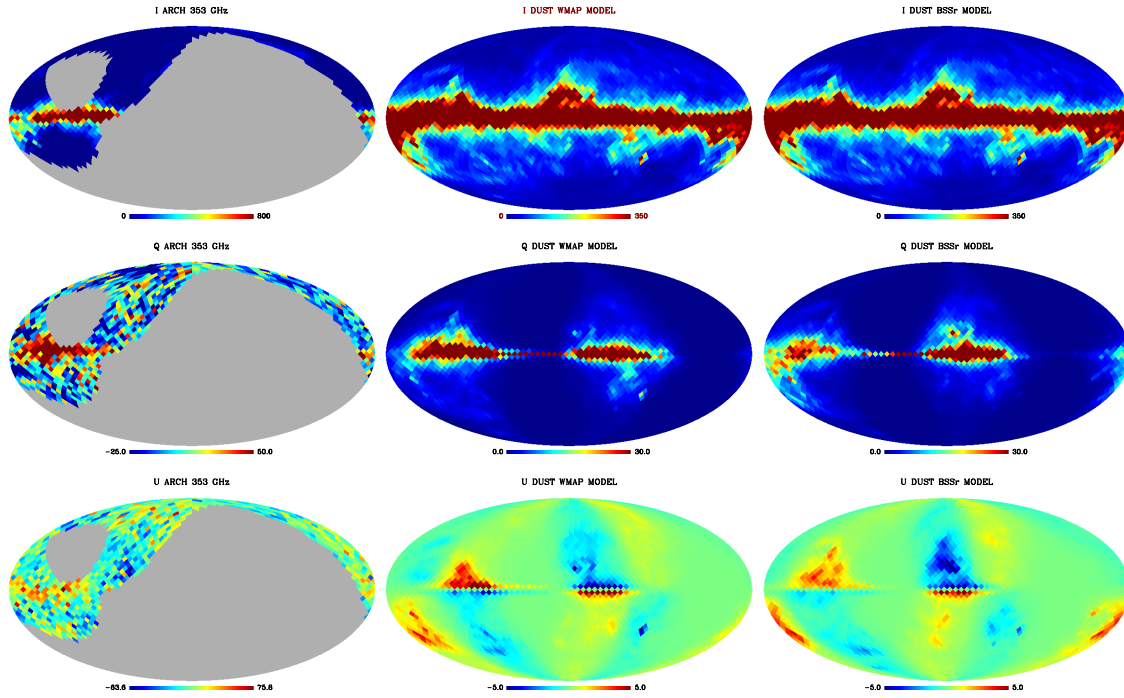 I ARCH 353 GHz
I DUST WMAP MODEL
I DUST BSSr MODEL
0 800
0 350
0 350
Q ARCH 353 GHz
Q DUST WMAP MODEL
Q DUST BSSr MODEL
-25.0 50.0
0.0 30.0
0.0 30.0
U ARCH 353 GHz
U DUST WMAP MODEL
U DUST BSSr MODEL
-63.6 75.8
-5.0 5.0
-5.0 5.0